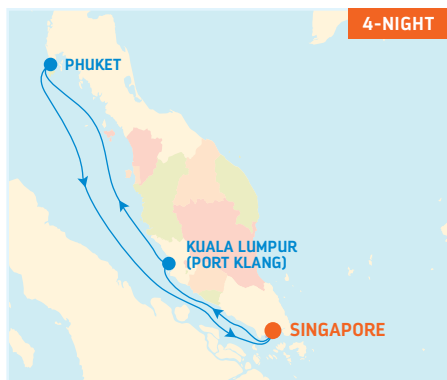 4-NIGHT
PHUKET
KUALA LUMPUR
(PORT KLANG)
SINGAPORE